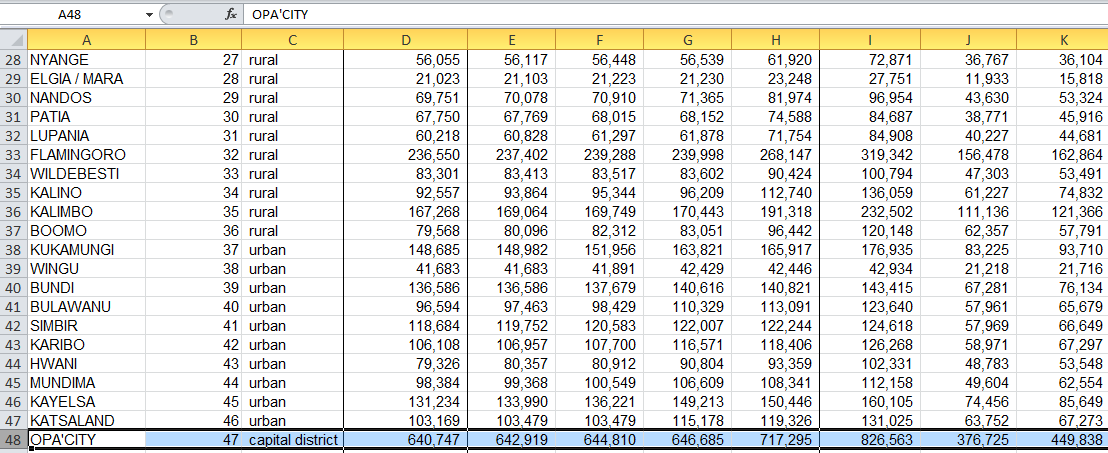 A48 fx OPA'CITY
A B C D E F G H I J K
28 NYANGE 27 rural 56,055 56,117 56,448 56,539 61,920 72,871 36,767 36,104
29 ELGIA / MARA 28 rural 21,023 21,103 21,223 21,230 23,248 27,751 11,933 15,818
30 NANDOS 29 rural 69,751 70,078 70,910 71,365 81,974 96,954 43,630 53,324
31 PATIA 30 rural 67,750 67,769 68,015 68,152 74,588 84,687 38,771 45,916
32 LUPANIA 31 rural 60,218 60,828 61,297 61,878 71,754 84,908 40,227 44,681
33 FLAMINGORO 32 rural 236,550 237,402 239,288 239,998 268,147 319,342 156,478 162,864
34 WILDEBESTI 33 rural 83,301 83,413 83,517 83,602 90,424 100,794 47,303 53,491
35 KALINO 34 rural 92,557 93,864 95,344 96,209 112,740 136,059 61,227 74,832
36 KALIMBO 35 rural 167,268 169,064 169,749 170,443 191,318 232,502 111,136 121,366
37 BOOMO 36 rural 79,568 80,096 82,312 83,051 96,442 120,148 62,357 57,791
38 KUKAMUNGI 37 urban 148,685 148,982 151,956 163,821 165,917 176,935 83,225 93,710
39 WINGU 38 urban 41,683 41,683 41,891 42,429 42,446 42,934 21,218 21,716
40 BUNDI 39 urban 136,586 136,586 137,679 140,616 140,821 143,415 67,281 76,134
41 BULAWANU 40 urban 96,594 97,463 98,429 110,329 113,091 123,640 57,961 65,679
42 SIMBIR 41 urban 118,684 119,752 120,583 122,007 122,244 124,618 57,969 66,649
43 KARIBO 42 urban 106,108 106,957 107,700 116,571 118,406 126,268 58,971 67,297
44 HWANI 43 urban 79,326 80,357 80,912 90,804 93,359 102,331 48,783 53,548
45 MUNDIMA 44 urban 98,384 99,368 100,549 106,609 108,341 112,158 49,604 62,554
46 KAYELSA 45 urban 131,234 133,990 136,221 149,213 150,446 160,105 74,456 85,649
47 KATSALAND 46 urban 103,169 103,479 103,479 115,178 119,326 131,025 63,752 67,273
48 OPA'CITY 47 capital district 640,747 642,919 644,810 646,685 717,295 826,563 376,725 449,838